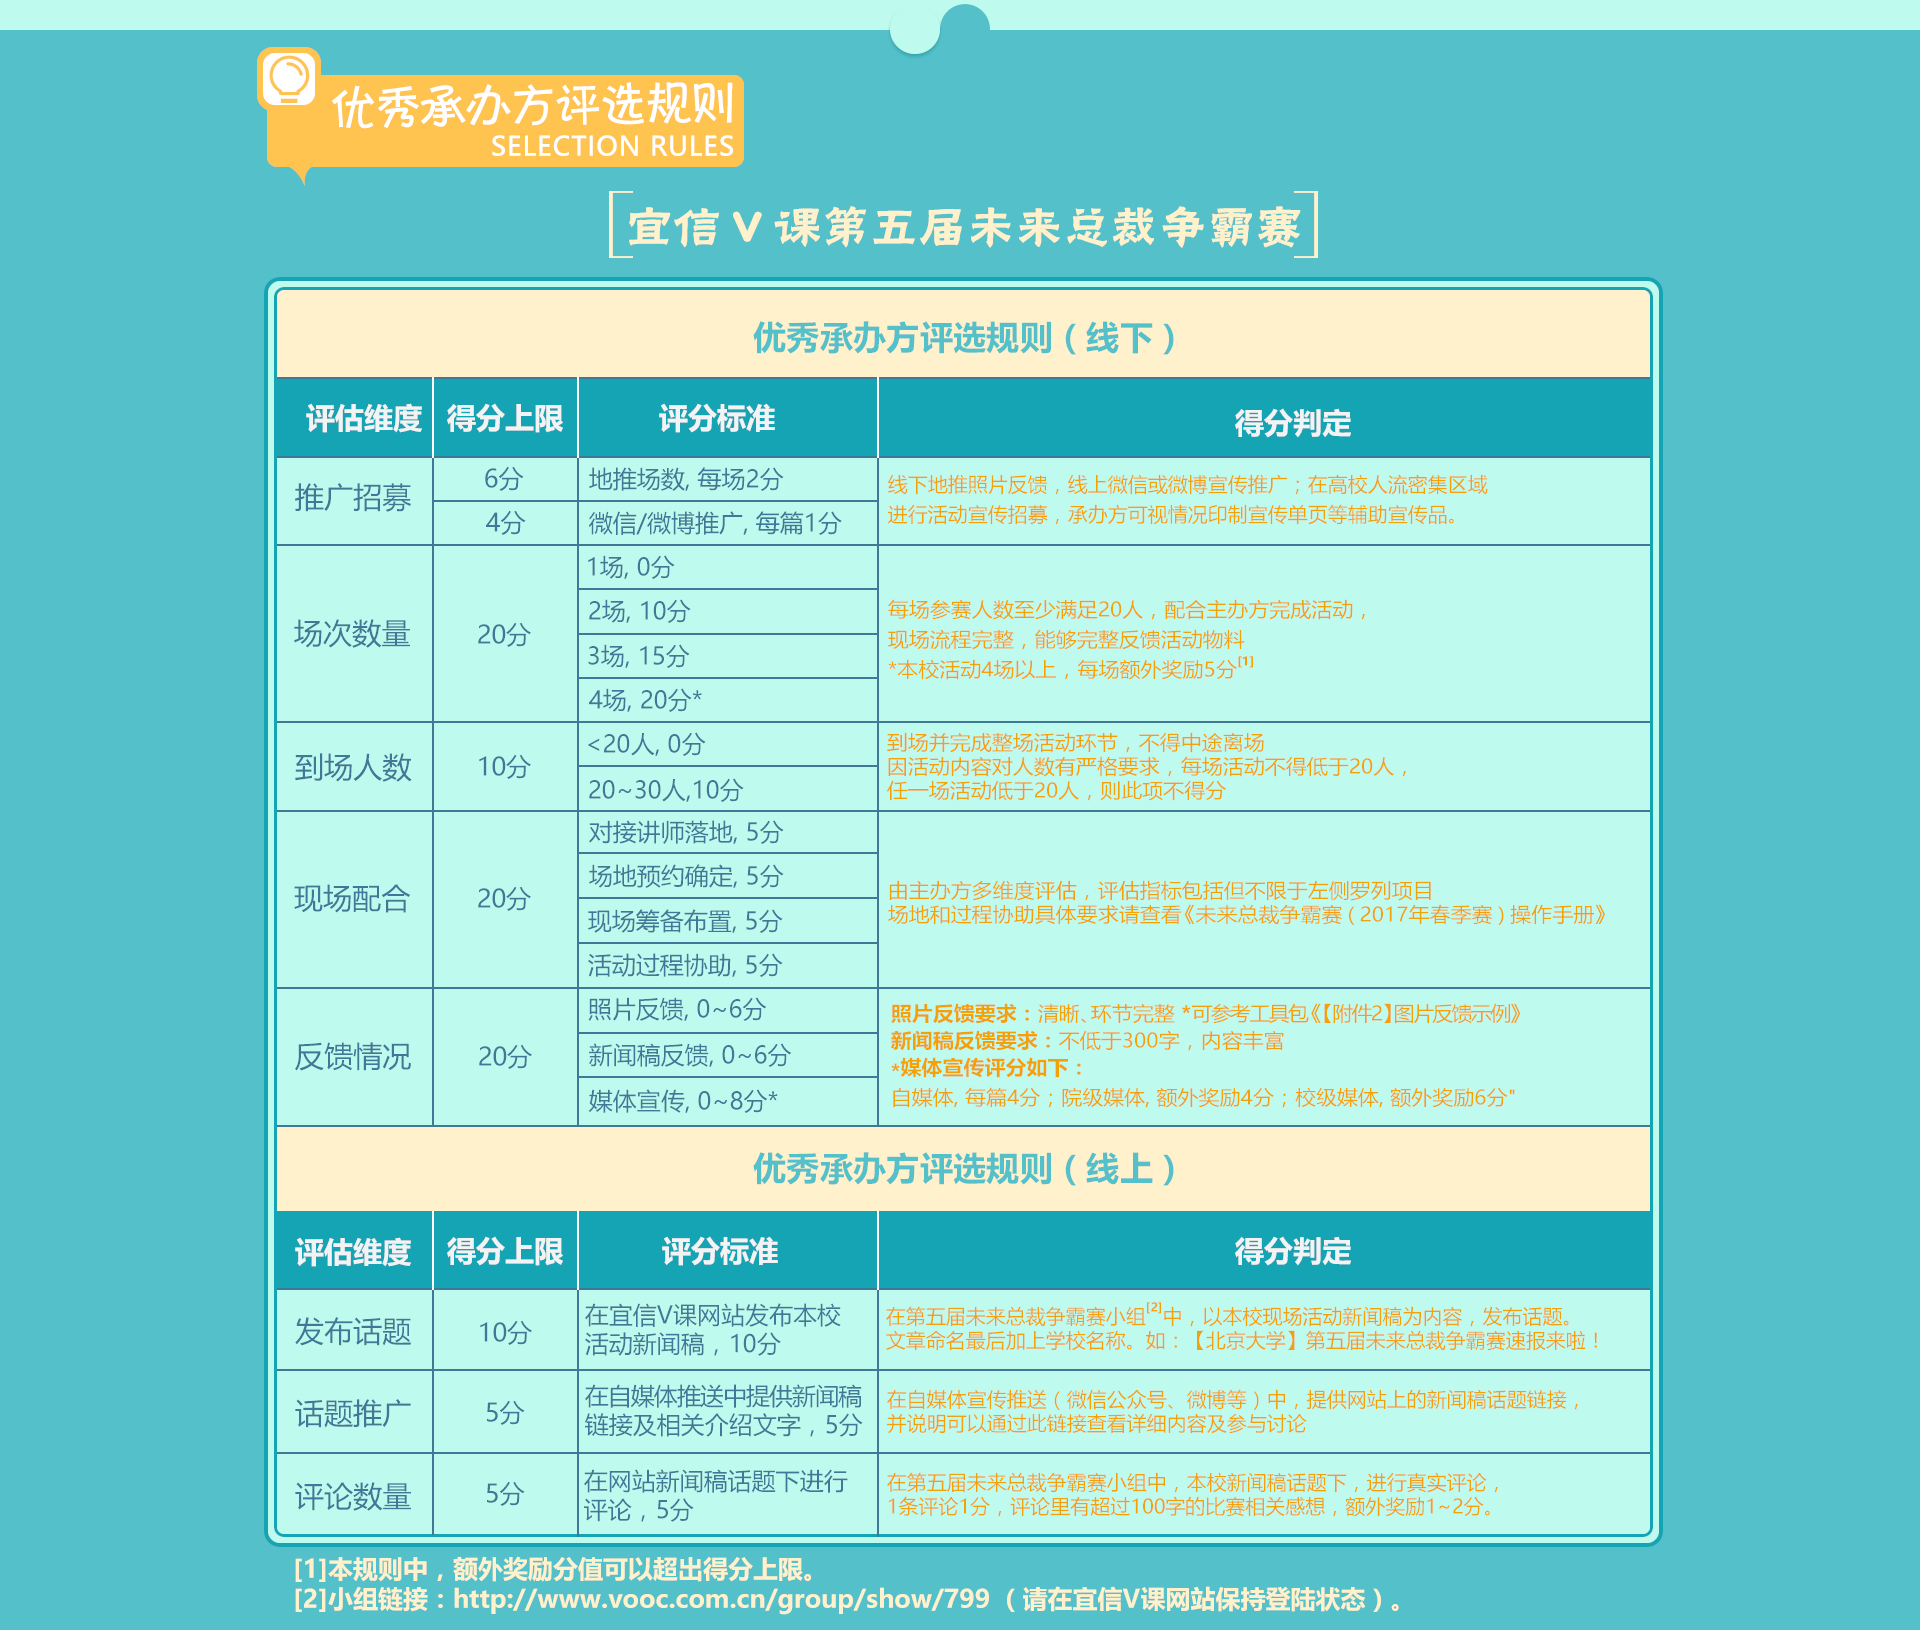 优秀承办方评选规则
SELECTION RULES
宜信V课第五届未来总裁争霸赛
优秀承办方评选规则（线下）
评估维度 得分上限 评分标准 得分判定
推广招募
6分
地推场数, 每场2分
4分
微信/微博推广, 每篇1分
线下地推照片反馈，线上微信或微博宣传推广；在高校人流密集区域
进行活动宣传招募，承办方可视情况印制宣传单页等辅助宣传品。
场次数量
20分
1场, 0分
2场, 10分
3场, 15分
4场, 20分*
每场参赛人数至少满足20人，配合主办方完成活动，
现场流程完整，能够完整反馈活动物料
*本校活动4场以上，每场额外奖励5分[1]
到场人数
10分
<20人, 0分
20~30人,10分
到场并完成整场活动环节，不得中途离场
因活动内容对人数有严格要求，每场活动不得低于20人，
任一场活动低于20人，则此项不得分
现场配合
20分
对接讲师落地, 5分
场地预约确定, 5分
现场筹备布置, 5分
活动过程协助, 5分
由主办方多维度评估，评估指标包括但不限于左侧罗列项目
场地和过程协助具体要求请查看《未来总裁争霸赛（2017年春季赛）操作手册》
反馈情况
20分
照片反馈, 0~6分
新闻稿反馈, 0~6分
媒体宣传, 0~8分*
照片反馈要求：清晰、环节完整 *可参考工具包《【附件2】图片反馈示例》
新闻稿反馈要求：不低于300字，内容丰富
*媒体宣传评分如下：
自媒体, 每篇4分；院级媒体, 额外奖励4分；校级媒体, 额外奖励6分"
优秀承办方评选规则（线上）
评估维度 得分上限 评分标准 得分判定
发布话题
10分
在宜信V课网站发布本校
活动新闻稿，10分
在第五届未来总裁争霸赛小组[2]中，以本校现场活动新闻稿为内容，发布话题。
文章命名最后加上学校名称。如：【北京大学】第五届未来总裁争霸赛速报来啦！
话题推广
5分
在自媒体推送中提供新闻稿
链接及相关介绍文字，5分
在自媒体宣传推送（微信公众号、微博等）中，提供网站上的新闻稿话题链接，
并说明可以通过此链接查看详细内容及参与讨论
评论数量
5分
在网站新闻稿话题下进行
评论，5分
在第五届未来总裁争霸赛小组中，本校新闻稿话题下，进行真实评论，
1条评论1分，评论里有超过100字的比赛相关感想，额外奖励1~2分。
[1]本规则中，额外奖励分值可以超出得分上限。
[2]小组链接：http://www.vooc.com.cn/group/show/799 （请在宜信V课网站保持登陆状态）。